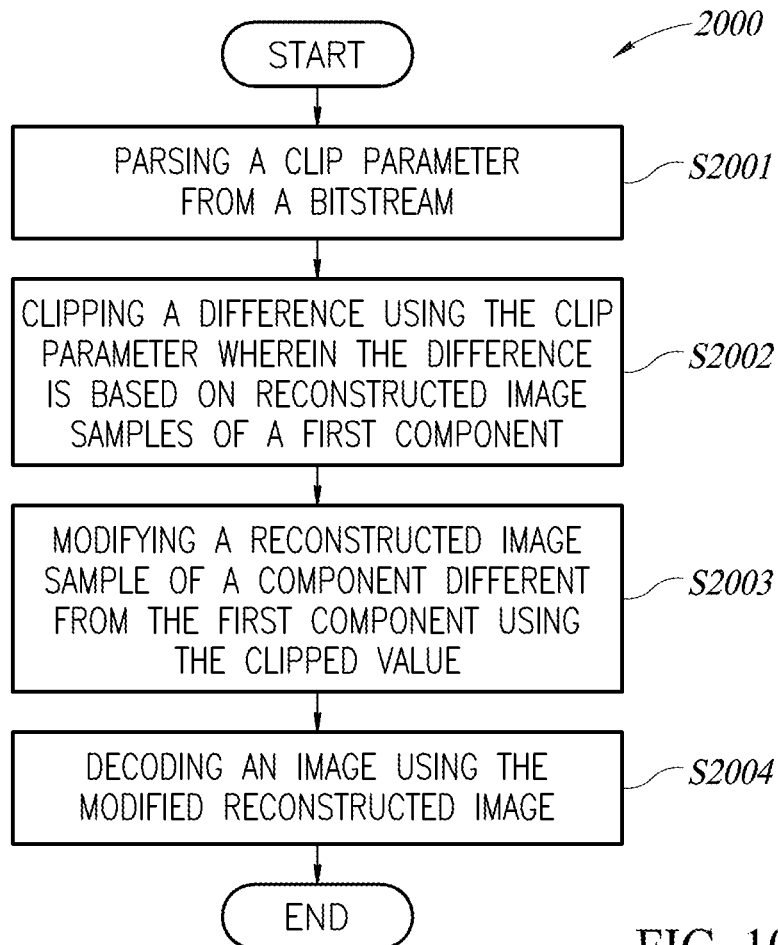 START
2000
PARSING A CLIP PARAMETER
FROM A BITSTREAM
S2001
CLIPPING A DIFFERENCE USING THE CLIP
PARAMETER WHEREIN THE DIFFERENCE
IS BASED ON RECONSTRUCTED IMAGE
SAMPLES OF A FIRST COMPONENT
S2002
MODIFYING A RECONSTRUCTED IMAGE
SAMPLE OF A COMPONENT DIFFERENT
FROM THE FIRST COMPONENT USING
THE CLIPPED VALUE
S2003
DECODING AN IMAGE USING THE
MODIFIED RECONSTRUCTED IMAGE
S2004
END
FIG.